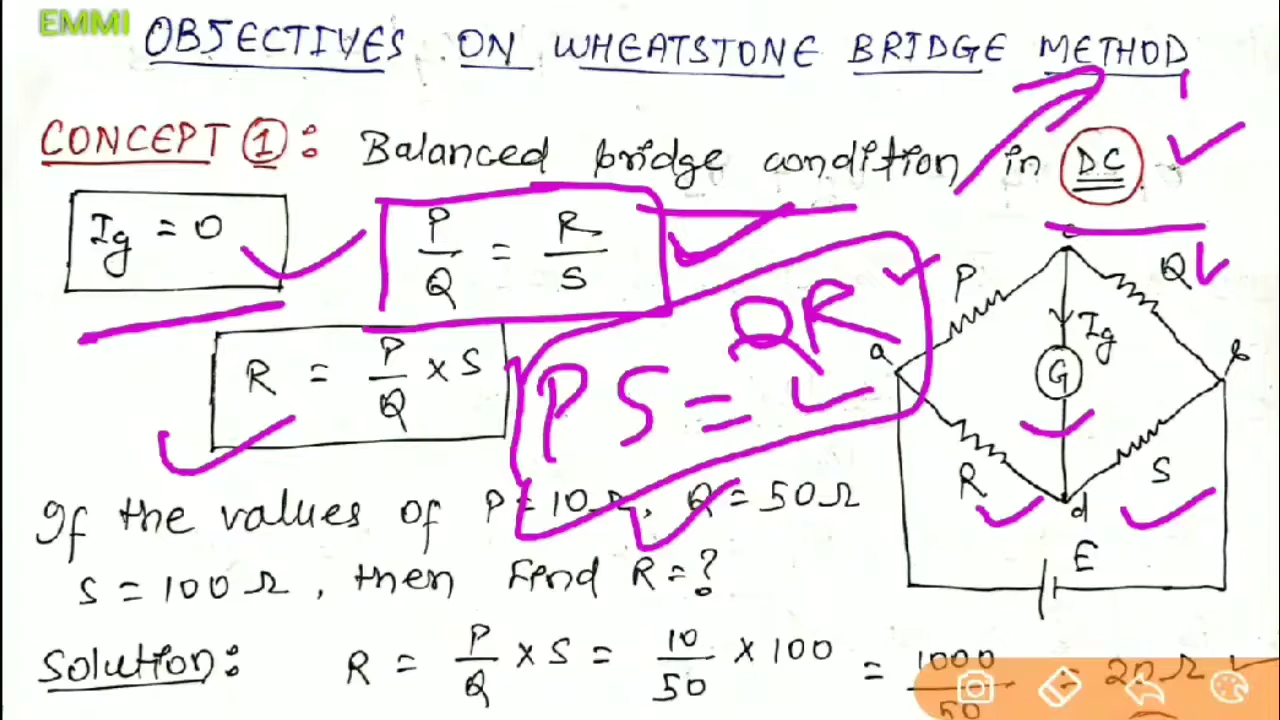 EMMI
OBJECTIVES ON WHEATSTONE BRIDGE METHOD
CONCEPT ①: Balanced bridge condition in DC
Ig = 0
P/Q = R/S
R = P/Q × S
PS = QR
P
Q
a
b
Ig
G
R
S
d
E
If the values of P = 10Ω, Q = 50Ω
S = 100Ω, then Find R = ?
Solution: R = P/Q × S = 10/50 × 100 = 1000/50 = 20Ω